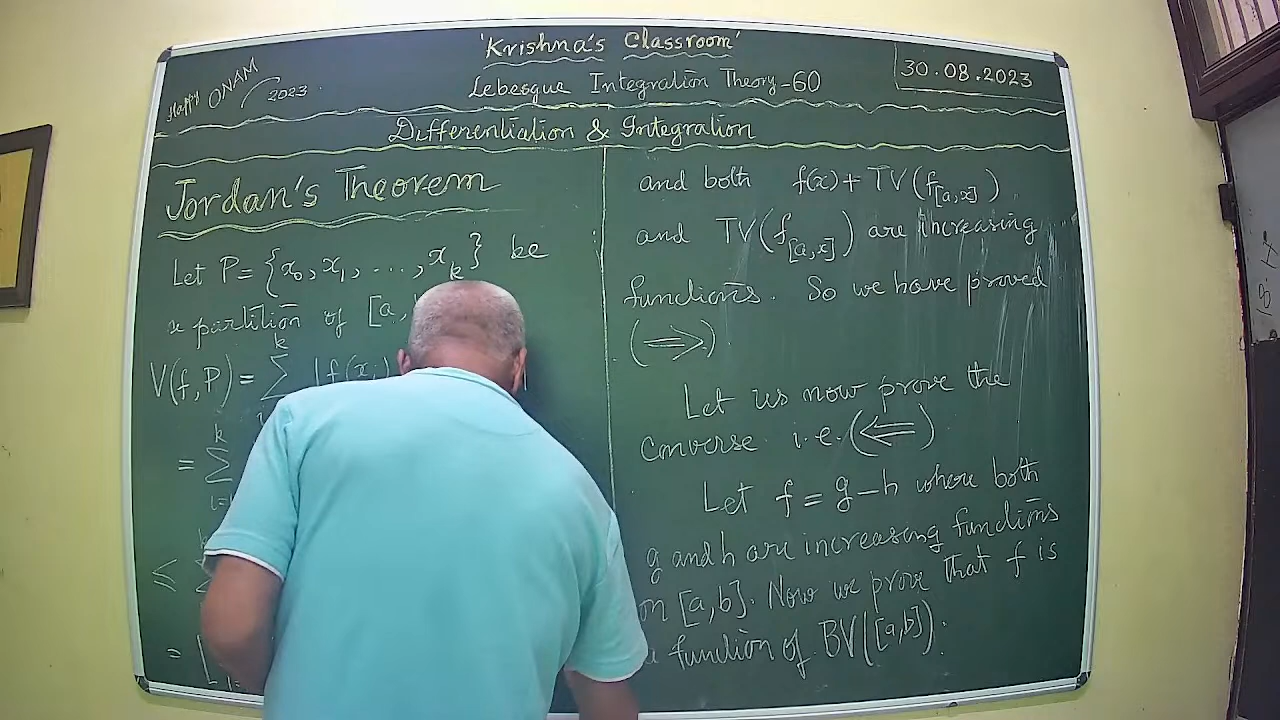 'Krishna's Classroom'
Happy ONAM 2023
Lebesgue Integration Theory-60
30.08.2023
Differentiation & Integration
Jordan's Theorem
Let P = {x₀, x₁, ..., x_k} be
a partition of [a,
V(f, P) = Σ |f(x_i)
= Σ
≤
= [
and both f(x) + TV(f_[a,x])
and TV(f_[a,x]) are increasing
functions. So we have proved
(⇒)
Let us now prove the
converse i.e. (⇐)
Let f = g - h where both
g and h are increasing functions
on [a,b]. Now we prove that f is
a function of BV([a,b]).